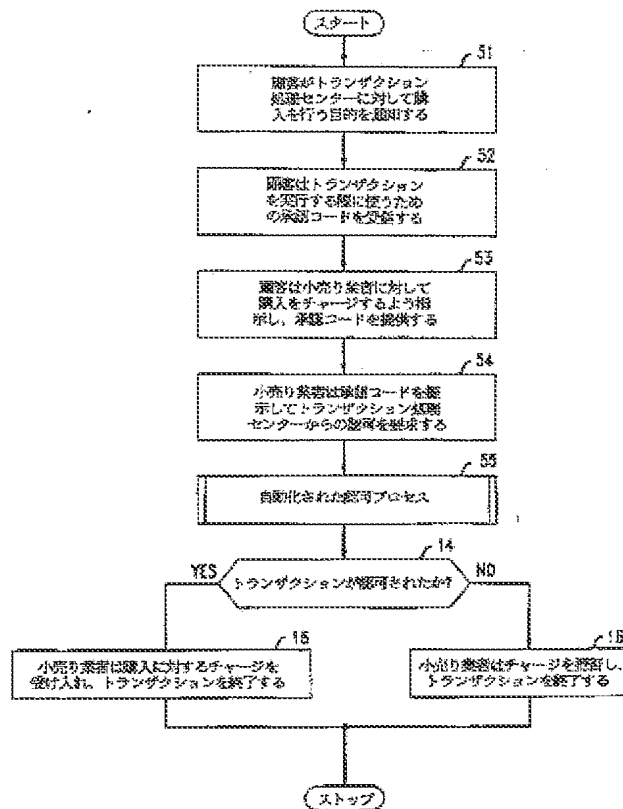 スタート
51
顧客がトランザクション
処理センターに対して購
入を行う目的を通知する
52
顧客はトランザクション
を実行する際に使うため
の承認コードを受信する
53
顧客は小売り業者に対して
購入をチャージするよう指
示し、承認コードを提供する
54
小売り業者は承認コードを提
示してトランザクション処理
センターからの認可を要求する
55
自動化された認可プロセス
14
YES
トランザクションが認可されたか?
NO
15
小売り業者は購入に対するチャージを
受け入れ、トランザクションを終了する
16
小売り業者はチャージを拒否し、
トランザクションを終了する
ストップ